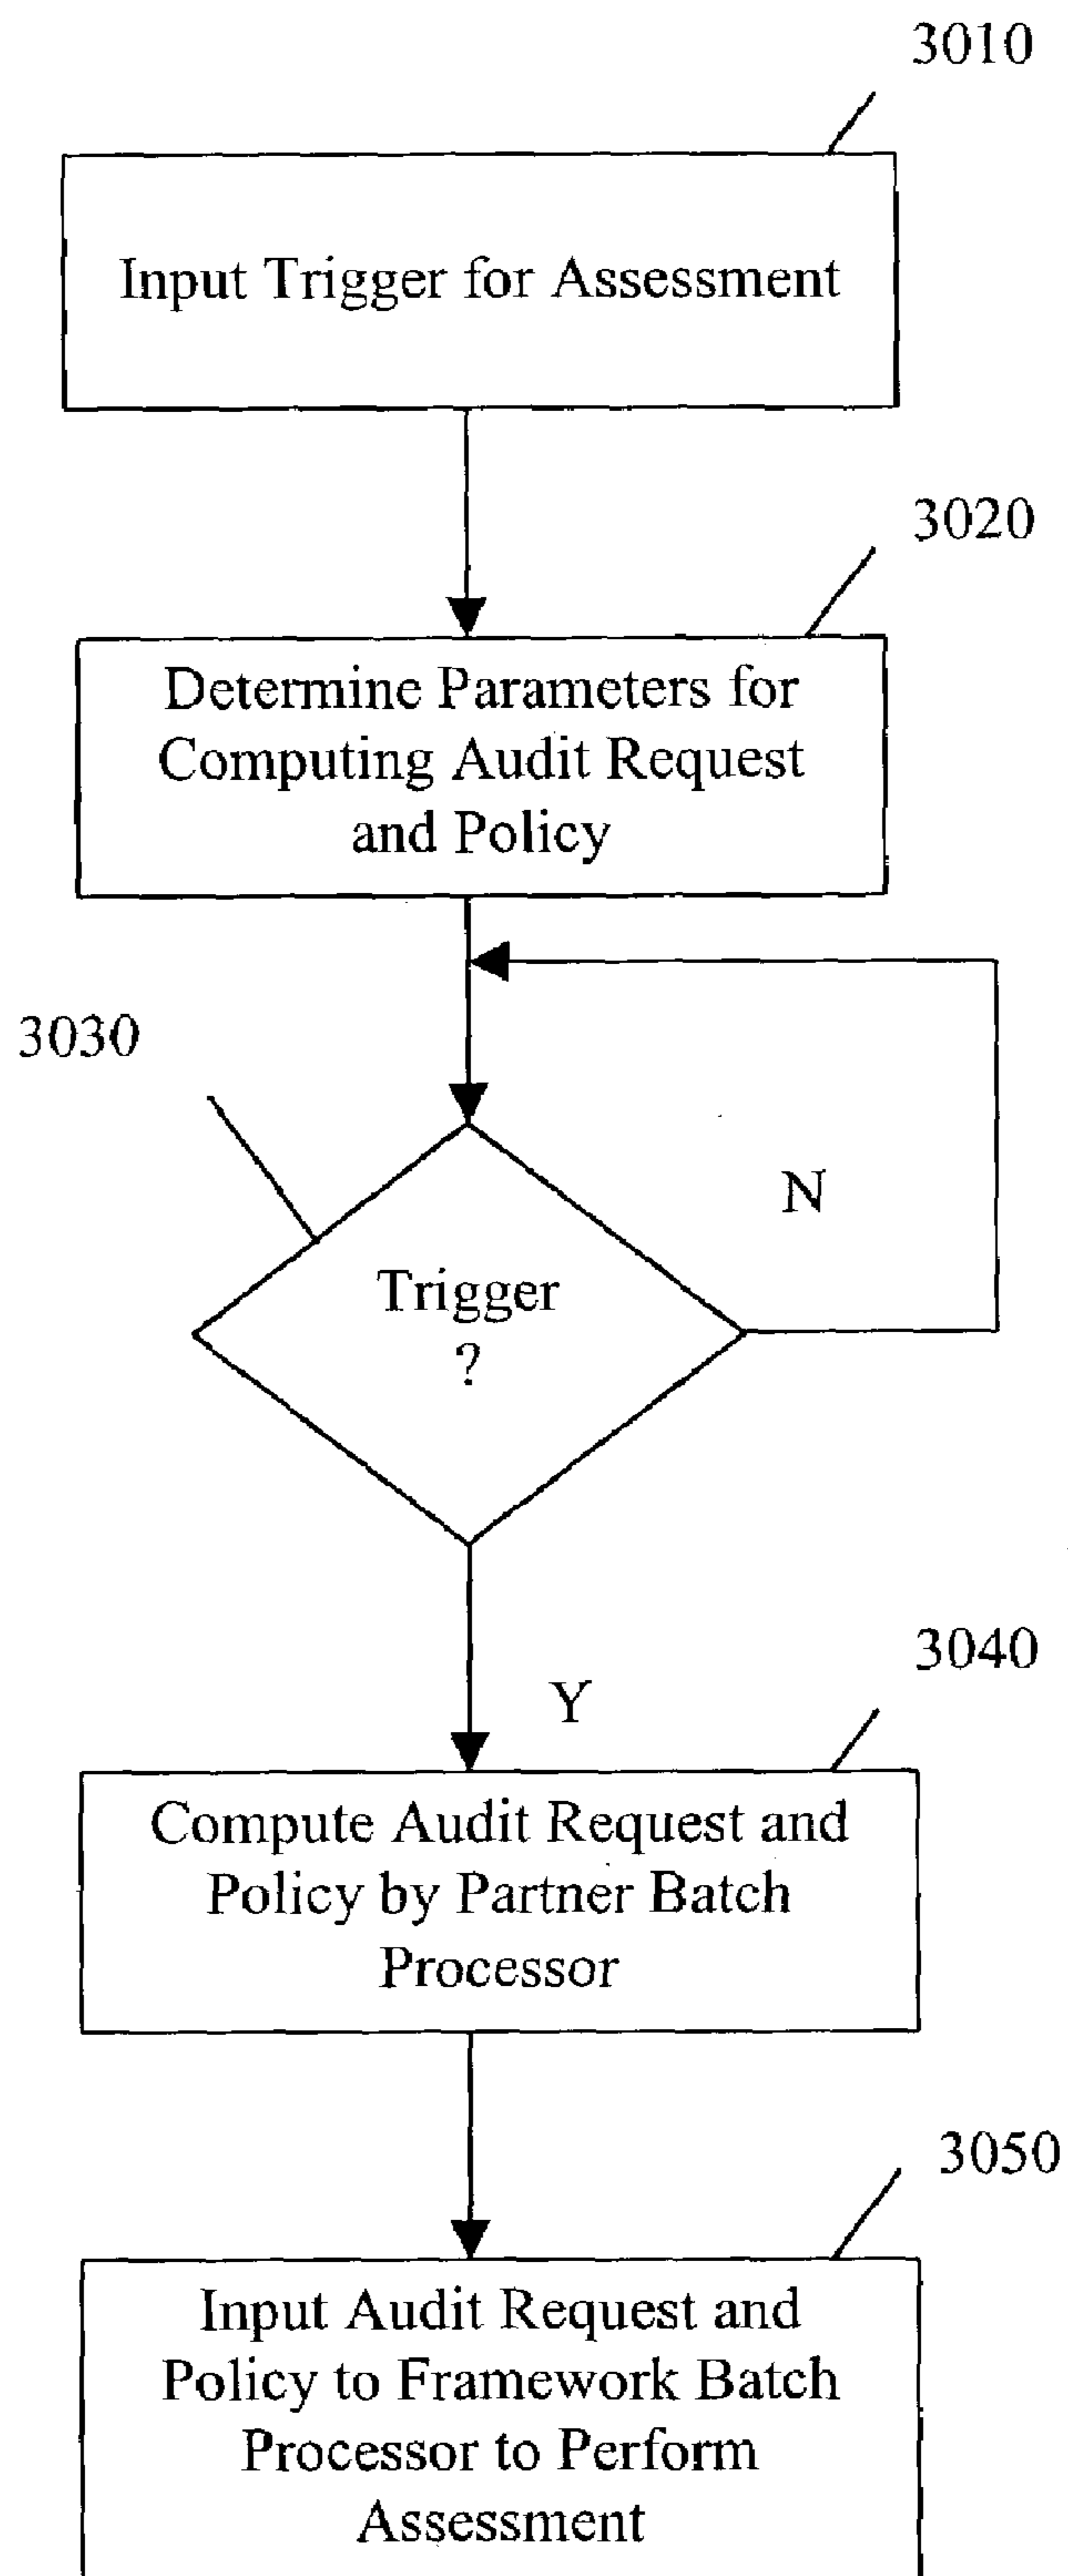 3010
Input Trigger for Assessment
3020
Determine Parameters for
Computing Audit Request
and Policy
3030
N
Trigger
?
3040
Y
Compute Audit Request and
Policy by Partner Batch
Processor
3050
Input Audit Request and
Policy to Framework Batch
Processor to Perform
Assessment